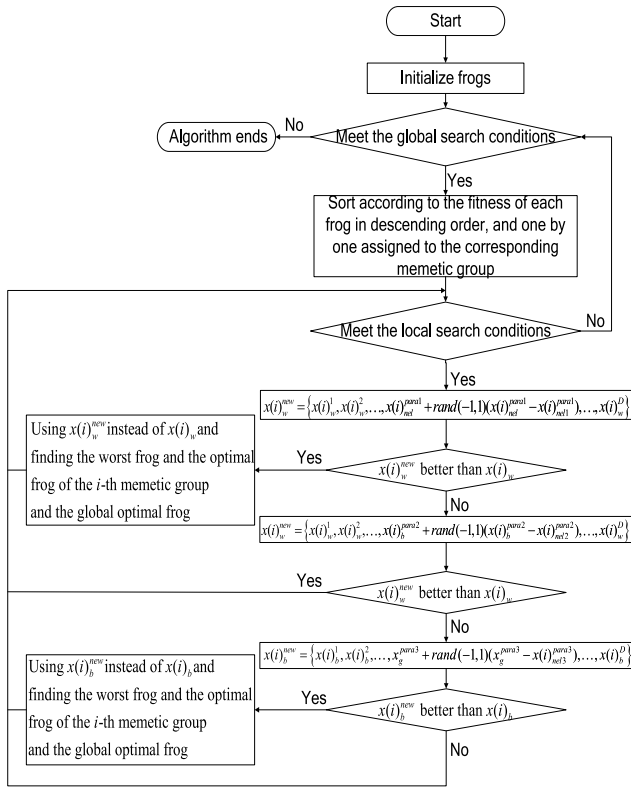 Start
Initialize frogs
No
Algorithm ends
Meet the global search conditions
Yes
Sort according to the fitness of each
frog in descending order, and one by
one assigned to the corresponding
memetic group
Meet the local search conditions
No
Yes
x(i)_w^{new}={x(i)_w^1,x(i)_w^2,...,x(i)_{nel}^{para1}+rand(-1,1)(x(i)_{nel}^{para1}-x(i)_{nel1}^{para1}),...,x(i)_w^D}
Using x(i)_w^{new} instead of x(i)_w and
finding the worst frog and the optimal
frog of the i-th memetic group
and the global optimal frog
Yes
x(i)_w^{new} better than x(i)_w
No
x(i)_w^{new}={x(i)_w^1,x(i)_w^2,...,x(i)_b^{para2}+rand(-1,1)(x(i)_b^{para2}-x(i)_{nel2}^{para2}),...,x(i)_w^D}
Yes
x(i)_w^{new} better than x(i)_w
No
x(i)_b^{new}={x(i)_b^1,x(i)_b^2,...,x_g^{para3}+rand(-1,1)(x_g^{para3}-x(i)_{nel3}^{para3}),...,x(i)_b^D}
Using x(i)_b^{new} instead of x(i)_b and
finding the worst frog and the optimal
frog of the i-th memetic group
and the global optimal frog
Yes
x(i)_b^{new} better than x(i)_b
No